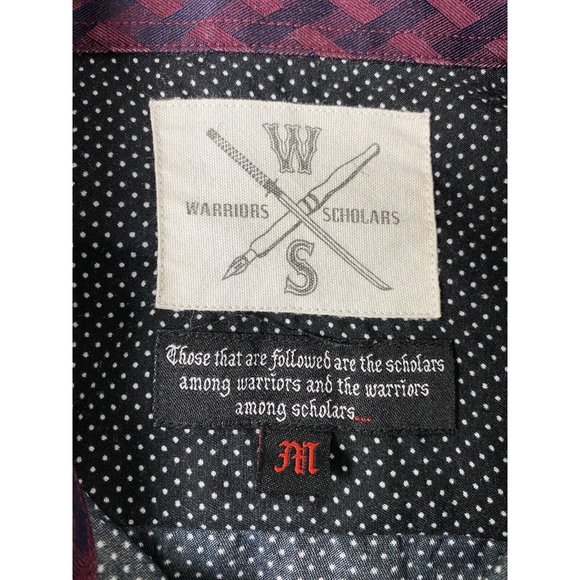 W
WARRIORS SCHOLARS
S
Those that are followed are the scholars
among warriors and the warriors
among scholars...
M